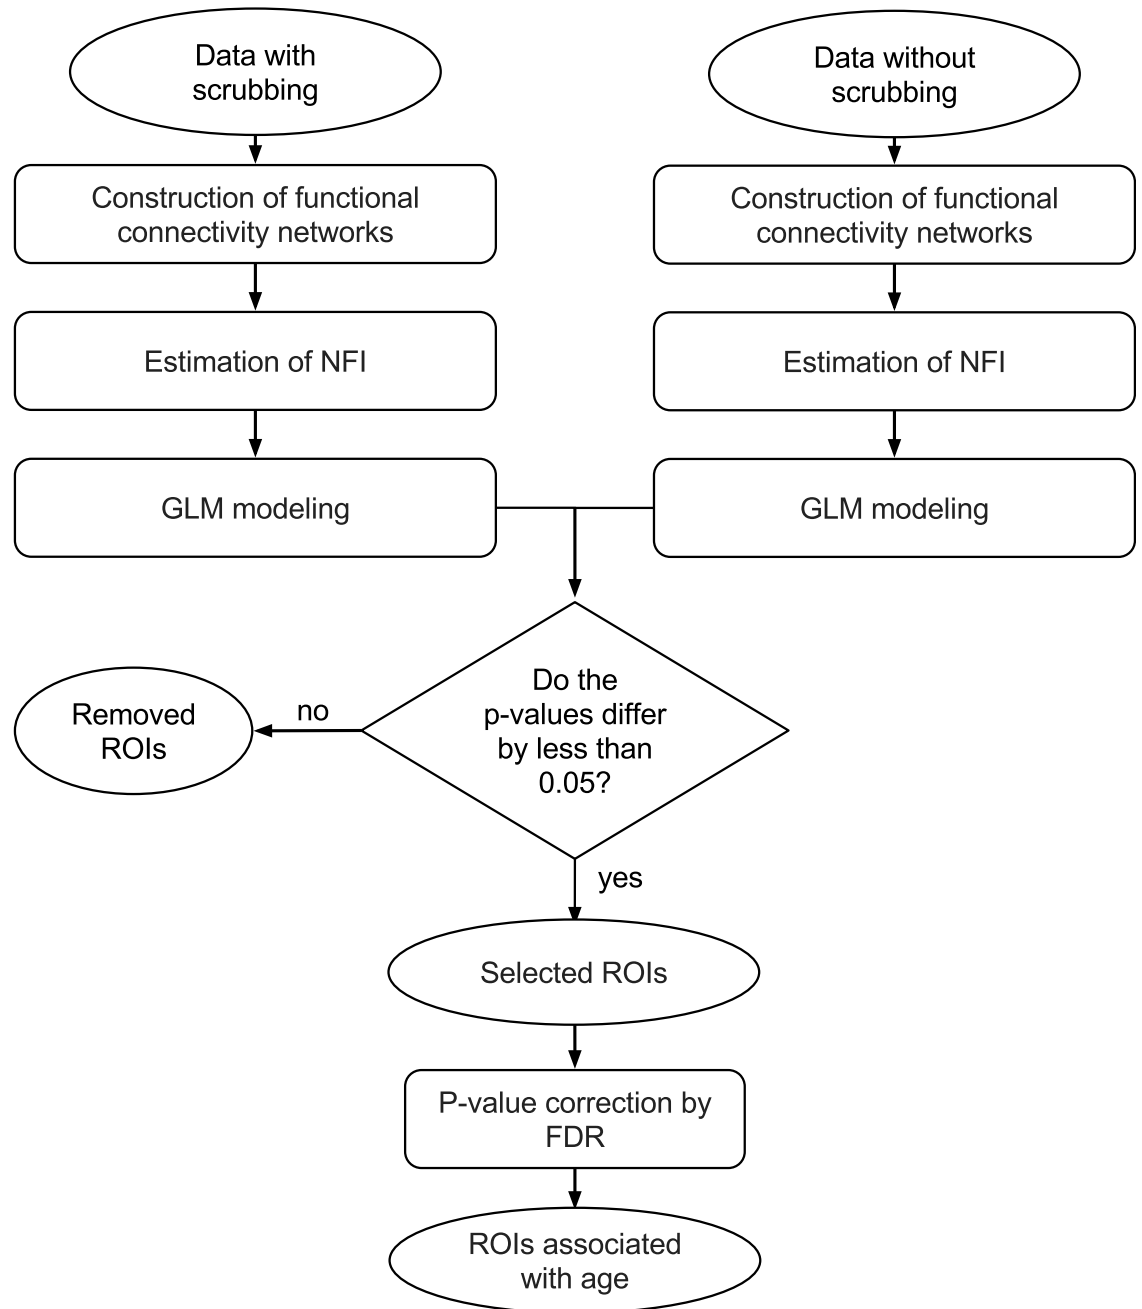 Data with
scrubbing
Data without
scrubbing
Construction of functional
connectivity networks
Construction of functional
connectivity networks
Estimation of NFI
Estimation of NFI
GLM modeling
GLM modeling
Do the
p-values differ
by less than
0.05?
no
Removed
ROIs
yes
Selected ROIs
P-value correction by
FDR
ROIs associated
with age